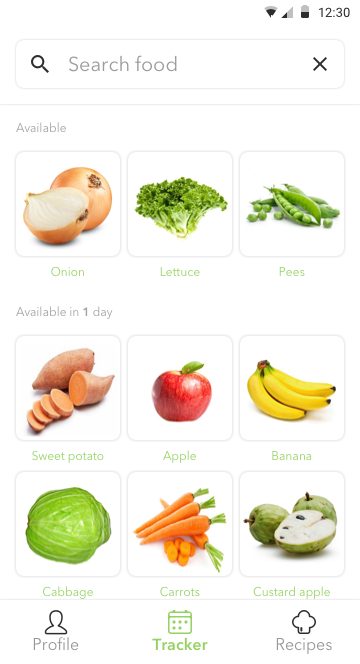 12:30
Search food
Available
Onion
Lettuce
Pees
Available in 1 day
Sweet potato
Apple
Banana
Cabbage
Carrots
Custard apple
Profile
Tracker
Recipes